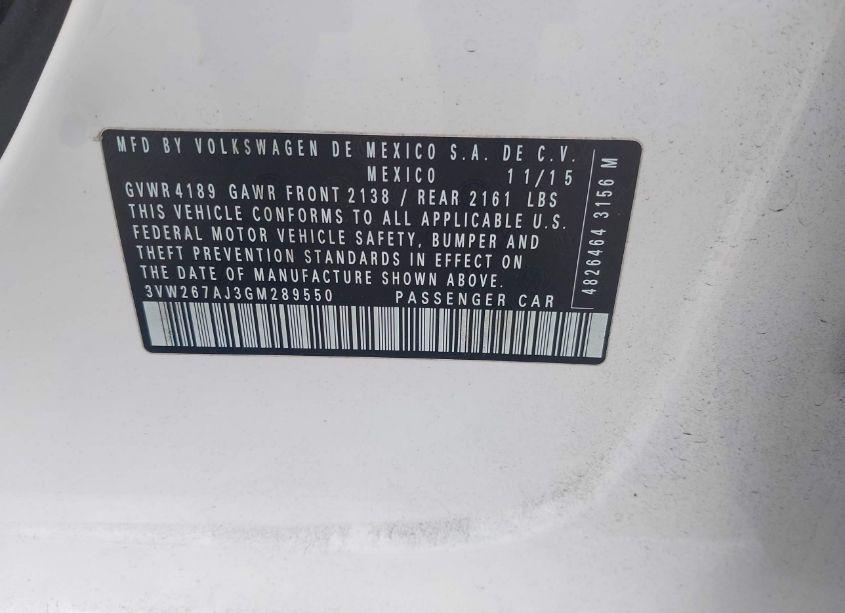 MFD BY VOLKSWAGEN DE MEXICO S.A. DE C.V.
MEXICO 11/15
GVWR 4189 GAWR FRONT 2138 / REAR 2161 LBS
THIS VEHICLE CONFORMS TO ALL APPLICABLE U.S.
FEDERAL MOTOR VEHICLE SAFETY, BUMPER AND
THEFT PREVENTION STANDARDS IN EFFECT ON
THE DATE OF MANUFACTURE SHOWN ABOVE.
3VW267AJ3GM289550 PASSENGER CAR
4826464 3156 M